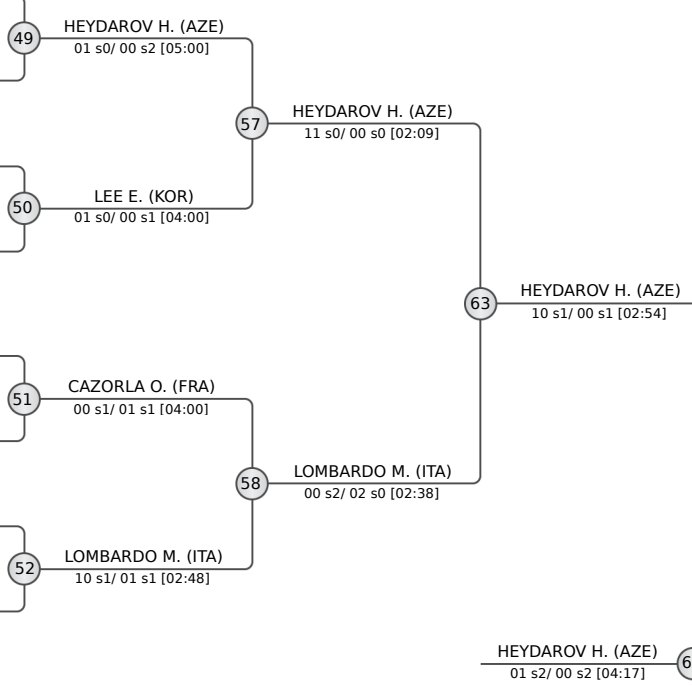 HEYDAROV H. (AZE)
49
01 s0/ 00 s2 [05:00]
HEYDAROV H. (AZE)
57
11 s0/ 00 s0 [02:09]
LEE E. (KOR)
50
01 s0/ 00 s1 [04:00]
HEYDAROV H. (AZE)
63
10 s1/ 00 s1 [02:54]
CAZORLA O. (FRA)
51
00 s1/ 01 s1 [04:00]
LOMBARDO M. (ITA)
58
00 s2/ 02 s0 [02:38]
LOMBARDO M. (ITA)
52
10 s1/ 01 s1 [02:48]
HEYDAROV H. (AZE)
01 s2/ 00 s2 [04:17]